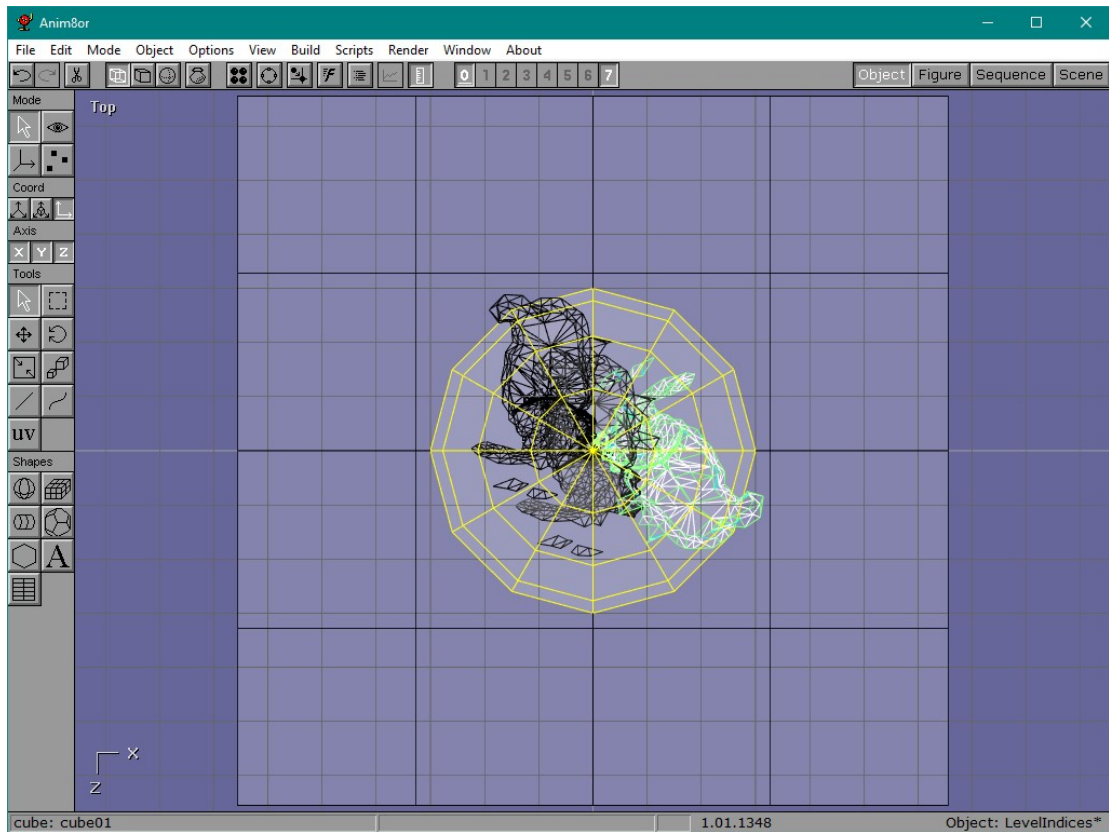 Anim8or
File Edit Mode Object Options View Build Scripts Render Window About
0 1 2 3 4 5 6 7 Object Figure Sequence Scene
Mode
Top
Coord
Axis
X Y Z
Tools
uv
Shapes
A
X
Z
cube: cube01 1.01.1348 Object: LevelIndices*